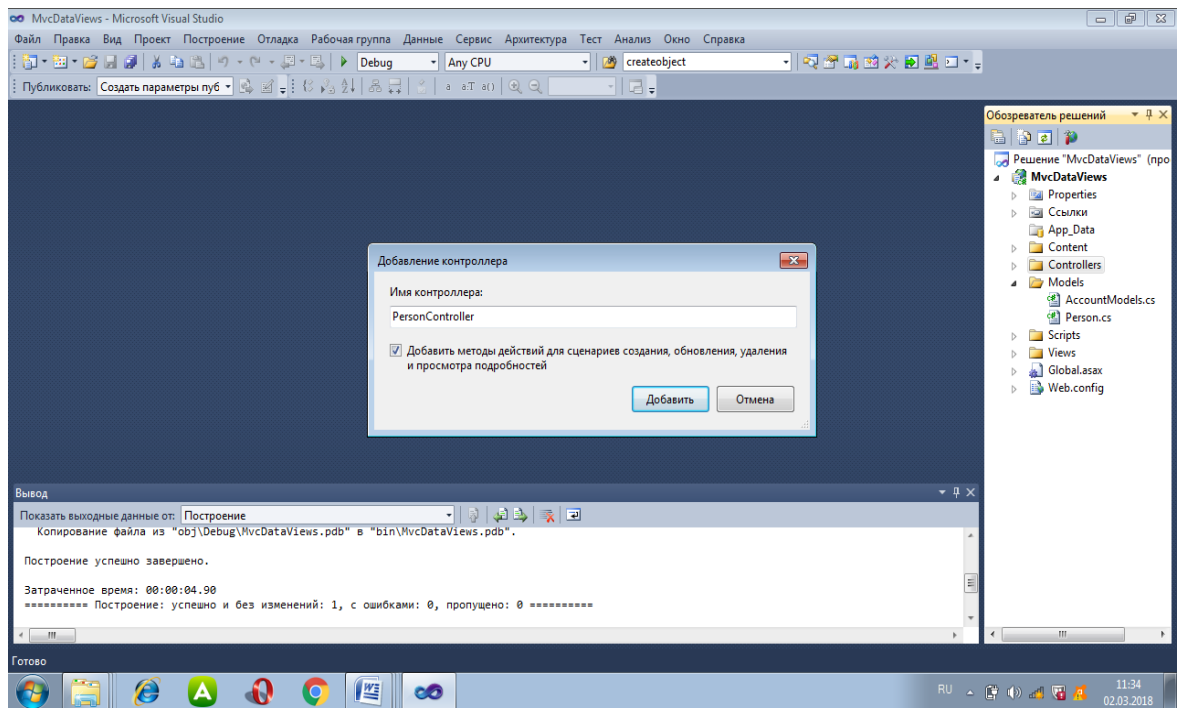 MvcDataViews - Microsoft Visual Studio
Файл Правка Вид Проект Построение Отладка Рабочая группа Данные Сервис Архитектура Тест Анализ Окно Справка
Debug Any CPU createobject
Публиковать: Создать параметры пуб
a aT a()
Обозреватель решений
Решение "MvcDataViews" (про
MvcDataViews
Properties
Ссылки
App_Data
Content
Controllers
Models
AccountModels.cs
Person.cs
Scripts
Views
Global.asax
Web.config
Добавление контроллера
Имя контроллера:
PersonController
Добавить методы действий для сценариев создания, обновления, удаления
и просмотра подробностей
Добавить Отмена
Вывод
Показать выходные данные от: Построение
Копирование файла из "obj\Debug\MvcDataViews.pdb" в "bin\MvcDataViews.pdb".
Построение успешно завершено.
Затраченное время: 00:00:04.90
========== Построение: успешно и без изменений: 1, с ошибками: 0, пропущено: 0 ==========
Готово
RU 11:34
02.03.2018